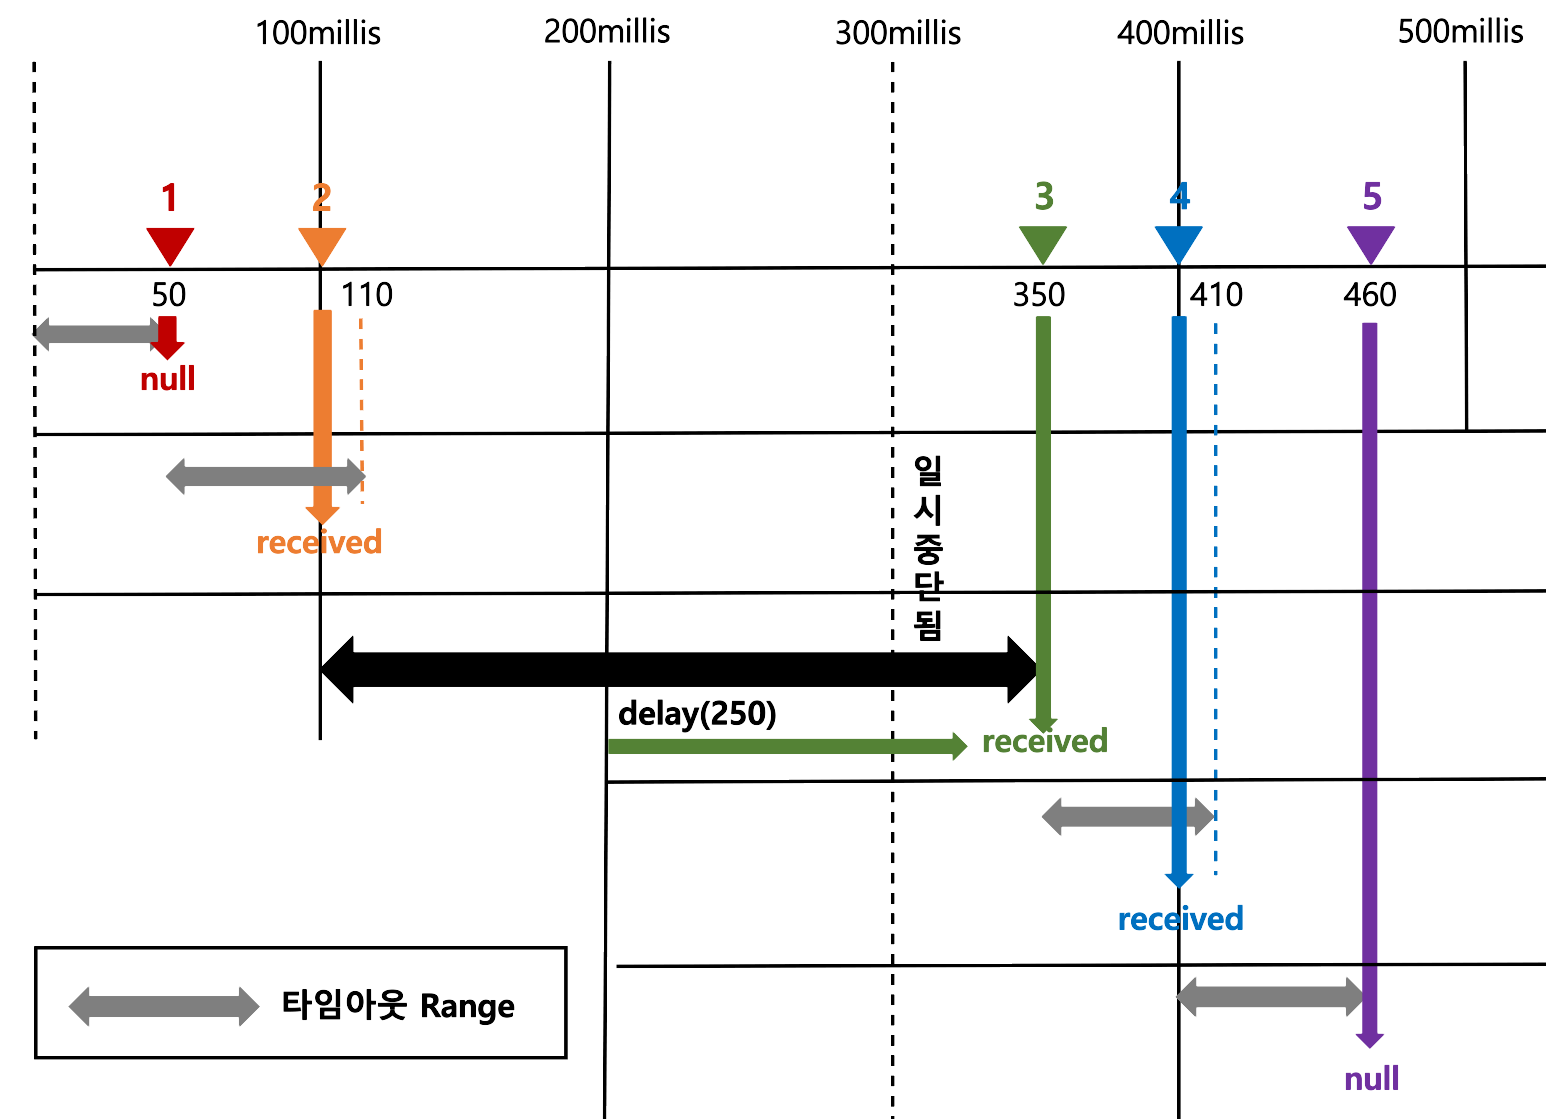 100millis
200millis
300millis
400millis
500millis
1
2
3
4
5
50
110
350
410
460
null
received
일시중단됨
delay(250)
received
received
타임아웃 Range
null